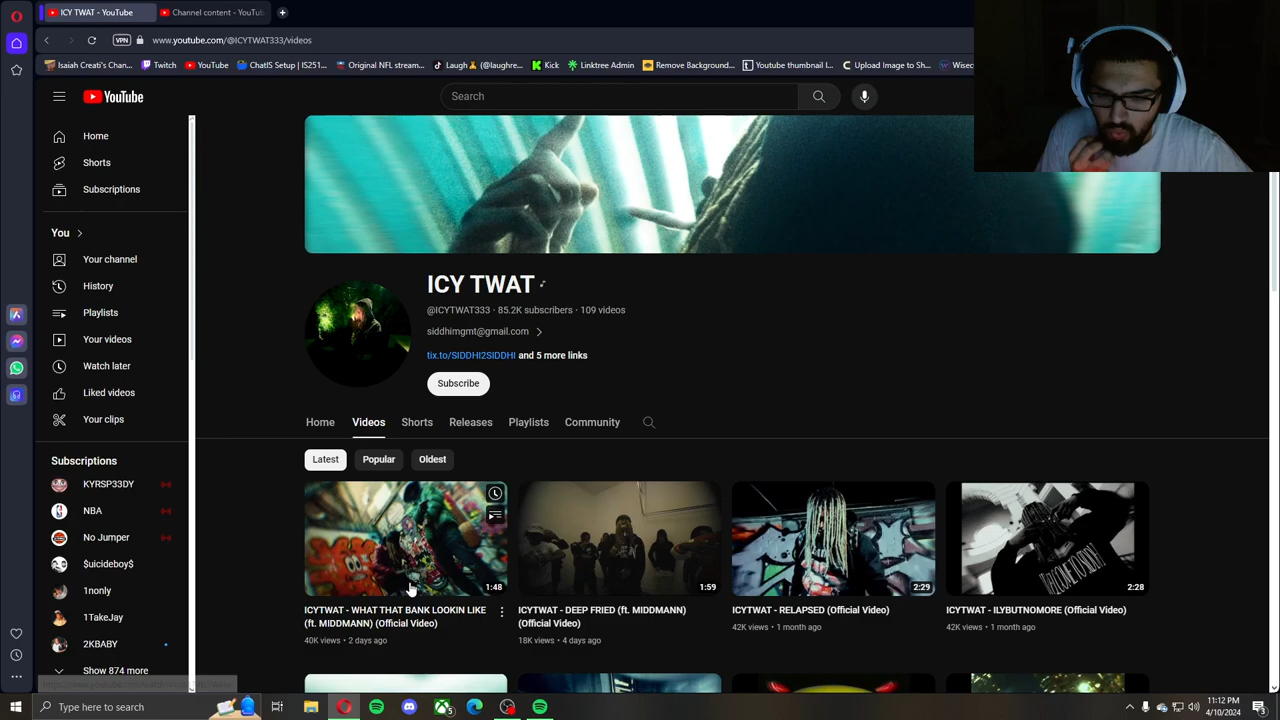 ICY TWAT - YouTube
Channel content - YouTub
VPN
www.youtube.com/@ICYTWAT333/videos
Isaiah Creati's Chan...
Twitch
YouTube
ChatIS Setup | IS251...
Original NFL stream...
Laugh (@laughre...
Kick
Linktree Admin
Remove Background...
Youtube thumbnail I...
Upload Image to Sh...
Wisec
YouTube
Search
Home
Shorts
Subscriptions
You
Your channel
History
Playlists
Your videos
Watch later
Liked videos
Your clips
Subscriptions
KYRSP33DY
NBA
No Jumper
$uicideboy$
1nonly
1TakeJay
2KBABY
Show 874 more
ICY TWAT
@ICYTWAT333 · 85.2K subscribers · 109 videos
siddhimgmt@gmail.com
tix.to/SIDDHI2SIDDHI and 5 more links
Subscribe
Home
Videos
Shorts
Releases
Playlists
Community
Latest
Popular
Oldest
1:48
1:59
2:29
2:28
ICYTWAT - WHAT THAT BANK LOOKIN LIKE
(ft. MIDDMANN) (Official Video)
40K views · 2 days ago
ICYTWAT - DEEP FRIED (ft. MIDDMANN)
(Official Video)
18K views · 4 days ago
ICYTWAT - RELAPSED (Official Video)
42K views · 1 month ago
ICYTWAT - ILYBUTNOMORE (Official Video)
42K views · 1 month ago
Type here to search
11:12 PM
4/10/2024